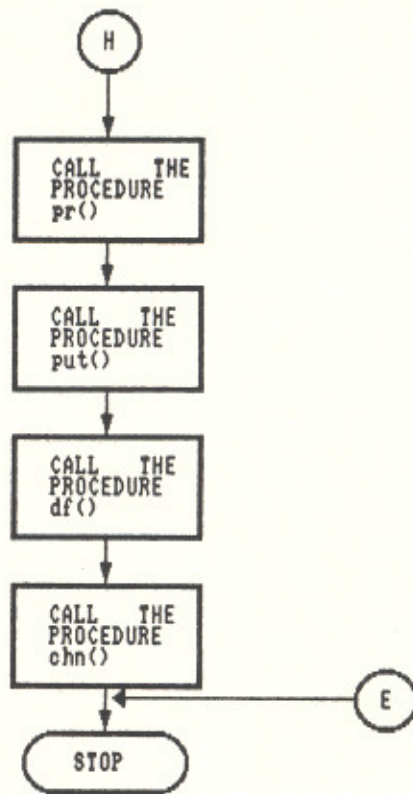 H
CALL THE
PROCEDURE
pr()
CALL THE
PROCEDURE
put()
CALL THE
PROCEDURE
df()
CALL THE
PROCEDURE
chn()
E
STOP